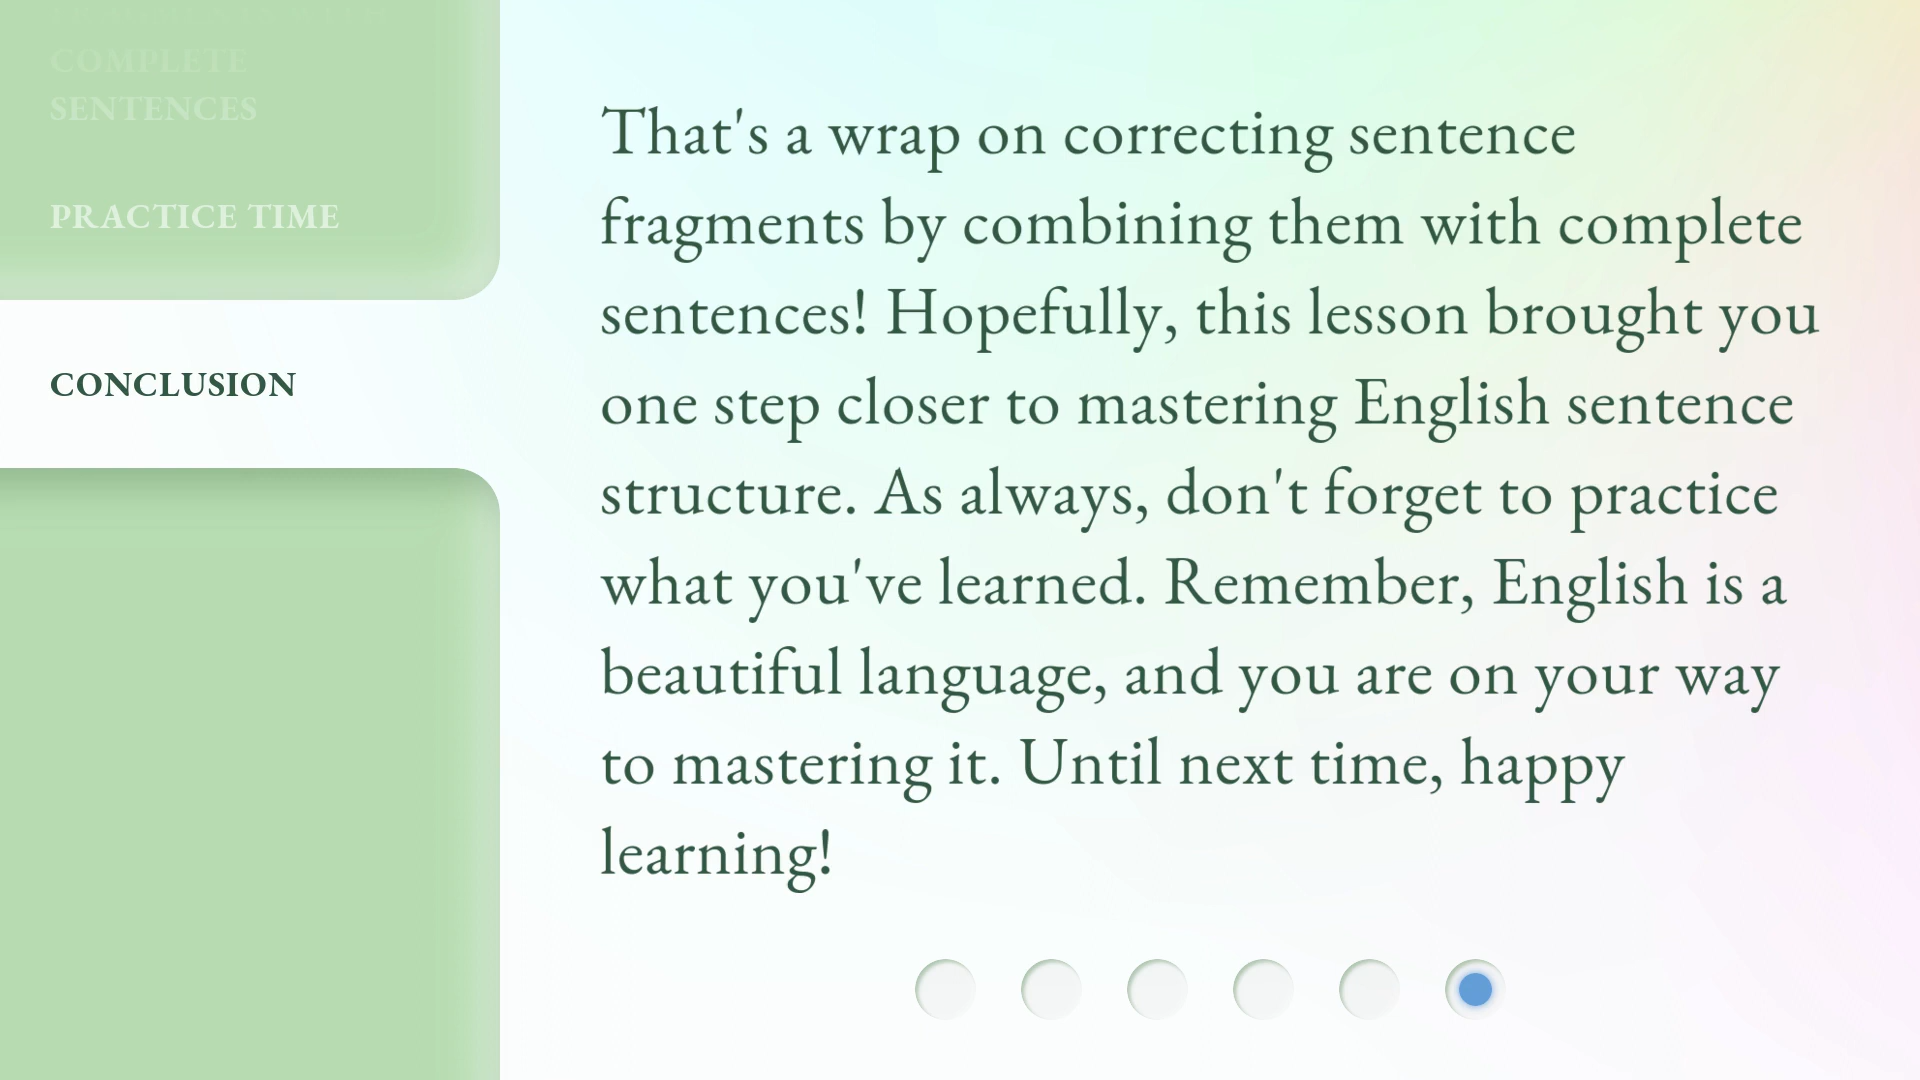 COMPLETE
SENTENCES
PRACTICE TIME
CONCLUSION
That's a wrap on correcting sentence
fragments by combining them with complete
sentences! Hopefully, this lesson brought you
one step closer to mastering English sentence
structure. As always, don't forget to practice
what you've learned. Remember, English is a
beautiful language, and you are on your way
to mastering it. Until next time, happy
learning!